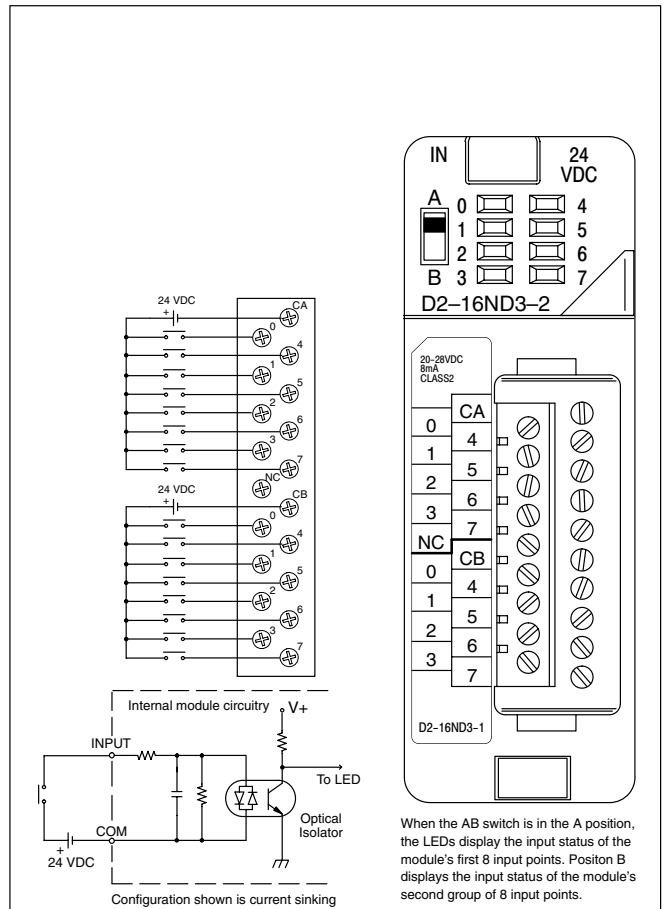 IN
24
VDC
A
0
4
1
5
2
6
B
3
7
D2–16ND3–2
24 VDC
+
CA
0
4
1
5
2
6
3
7
NC
24 VDC
+
CB
0
4
1
5
2
6
3
7
20-28VDC
8mA
CLASS2
CA
0
4
1
5
2
6
3
7
NC
CB
0
4
1
5
2
6
3
7
D2-16ND3-1
Internal module circuitry
V+
INPUT
To LED
Optical
Isolator
COM
+
24 VDC
Configuration shown is current sinking
When the AB switch is in the A position,
the LEDs display the input status of the
module's first 8 input points. Positon B
displays the input status of the module's
second group of 8 input points.